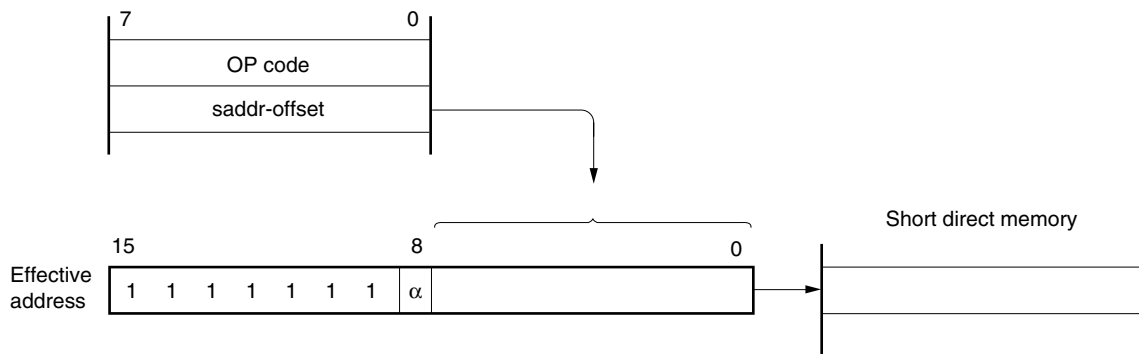 7 0
OP code
saddr-offset
Short direct memory
15 8 0
Effective
address
1 1 1 1 1 1 1 α